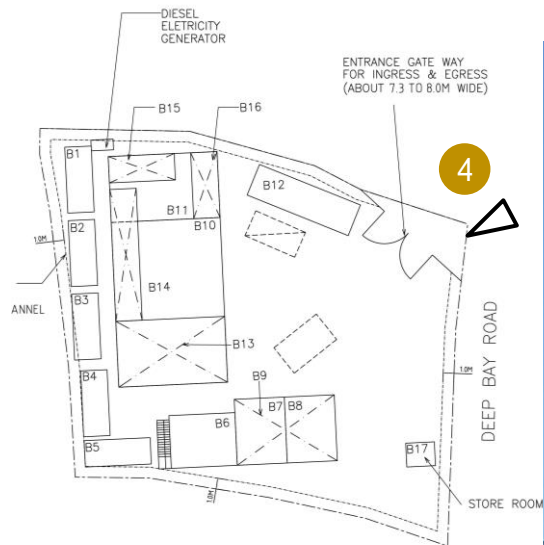 DIESEL
ELETRICITY
GENERATOR
ENTRANCE GATE WAY
FOR INGRESS & EGRESS
(ABOUT 7.3 TO 8.0M WIDE)
B15
B16
4
B1
B12
B11
B10
B2
1.0M
ANNEL
B14
B3
B13
B9
1.0M
DEEP BAY ROAD
B4
B7
B8
B6
B5
B17
1.0M
STORE ROOM